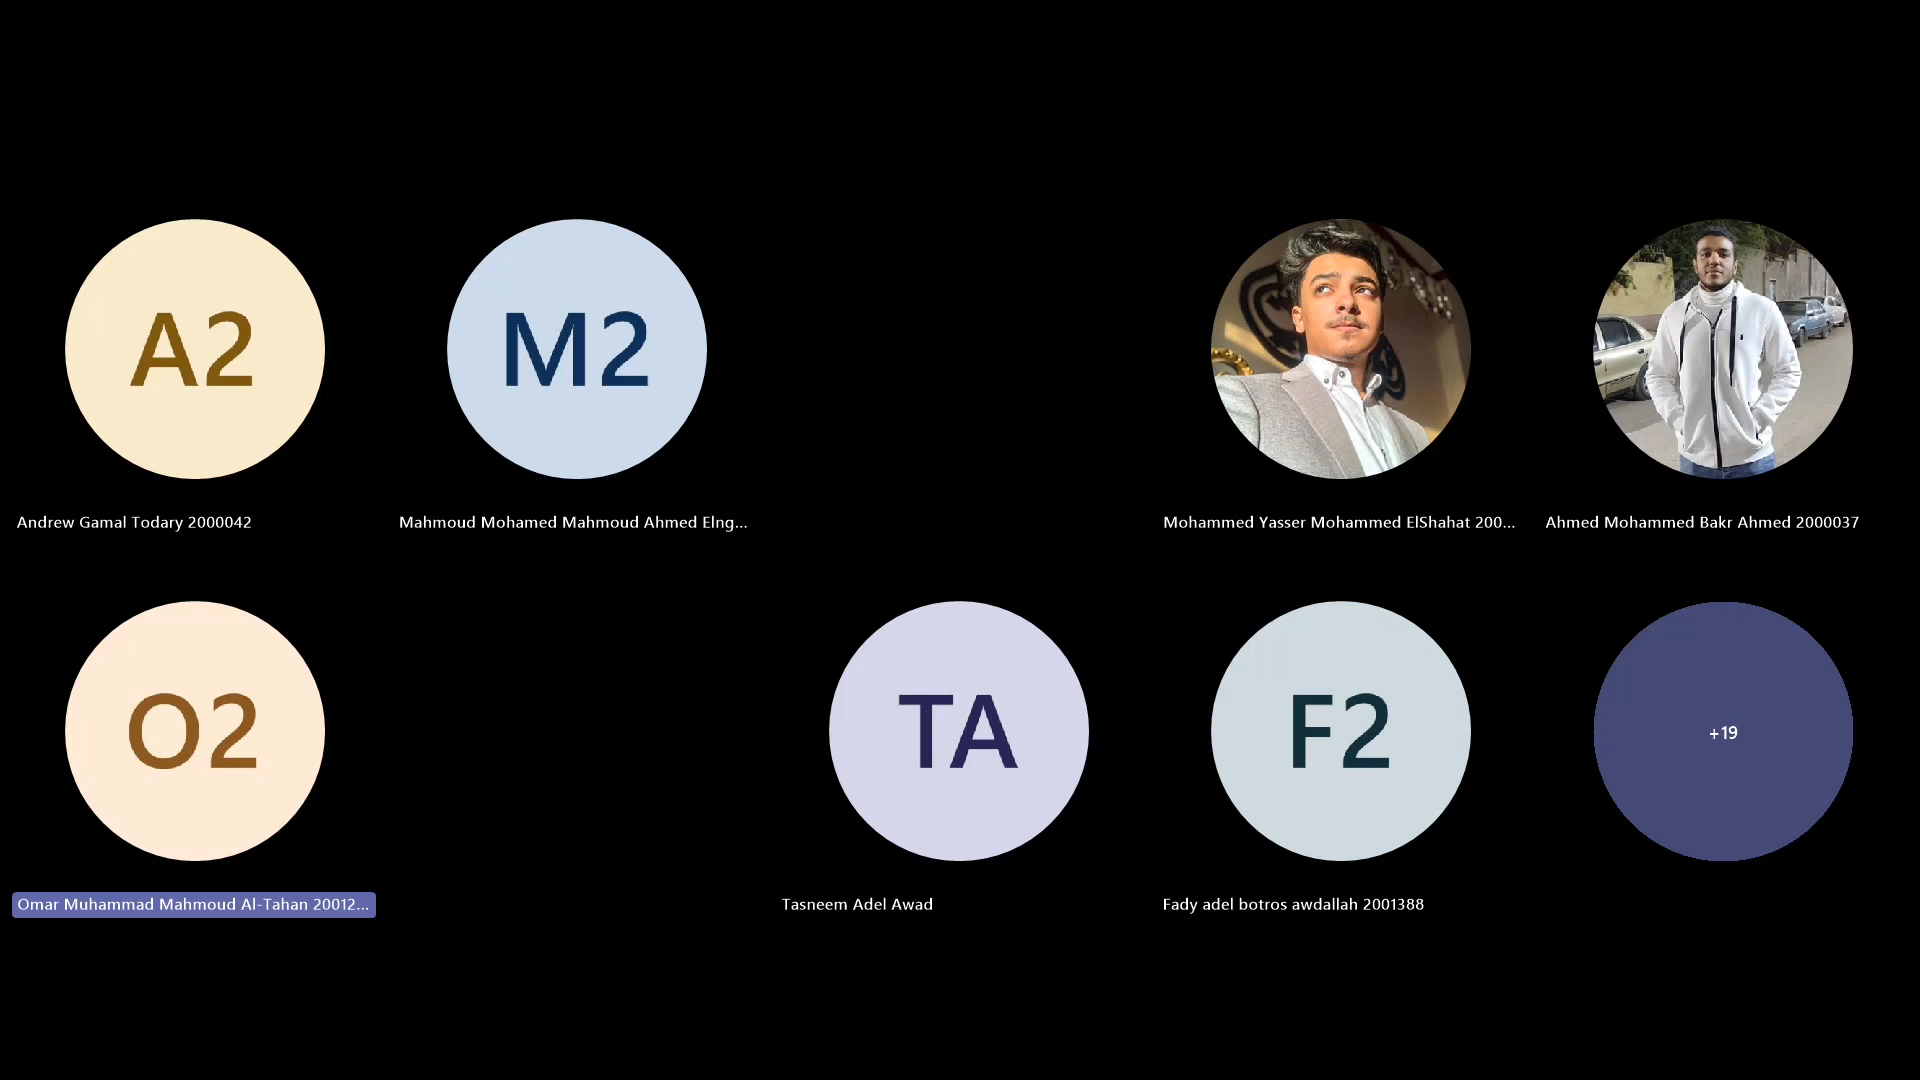 A2
M2
Andrew Gamal Todary 2000042
Mahmoud Mohamed Mahmoud Ahmed Elng...
Mohammed Yasser Mohammed ElShahat 200...
Ahmed Mohammed Bakr Ahmed 2000037
O2
TA
F2
+19
Omar Muhammad Mahmoud Al-Tahan 20012...
Tasneem Adel Awad
Fady adel botros awdallah 2001388